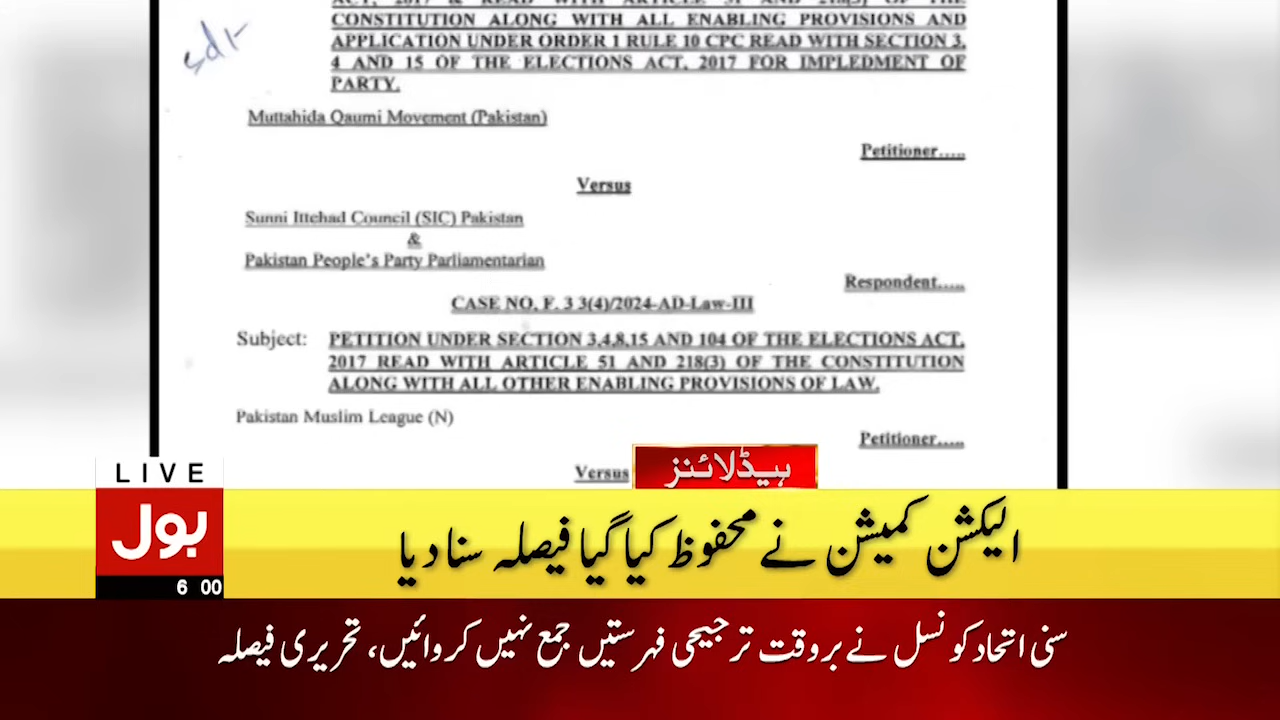 ACT, 2017 & READ WITH ARTICLE 51 AND 218(3) OF THE
CONSTITUTION ALONG WITH ALL ENABLING PROVISIONS AND
APPLICATION UNDER ORDER 1 RULE 10 CPC READ WITH SECTION 3,
4 AND 15 OF THE ELECTIONS ACT, 2017 FOR IMPLEDMENT OF
PARTY.
sd/-
Muttahida Qaumi Movement (Pakistan)
Petitioner.....
Versus
Sunni Ittehad Council (SIC) Pakistan
&
Pakistan People's Party Parliamentarian
Respondent.....
CASE NO. F. 3 3(4)/2024-AD-Law-III
Subject: PETITION UNDER SECTION 3,4,8,15 AND 104 OF THE ELECTIONS ACT,
2017 READ WITH ARTICLE 51 AND 218(3) OF THE CONSTITUTION
ALONG WITH ALL OTHER ENABLING PROVISIONS OF LAW.
Pakistan Muslim League (N)
Petitioner.....
Versus
ہیڈلائنز
LIVE
بول
6 00
الیکشن کمیشن نے محفوظ کیا گیا فیصلہ سنا دیا
سنی اتحاد کونسل نے بروقت ترجیحی فہرستیں جمع نہیں کروائیں، تحریری فیصلہ